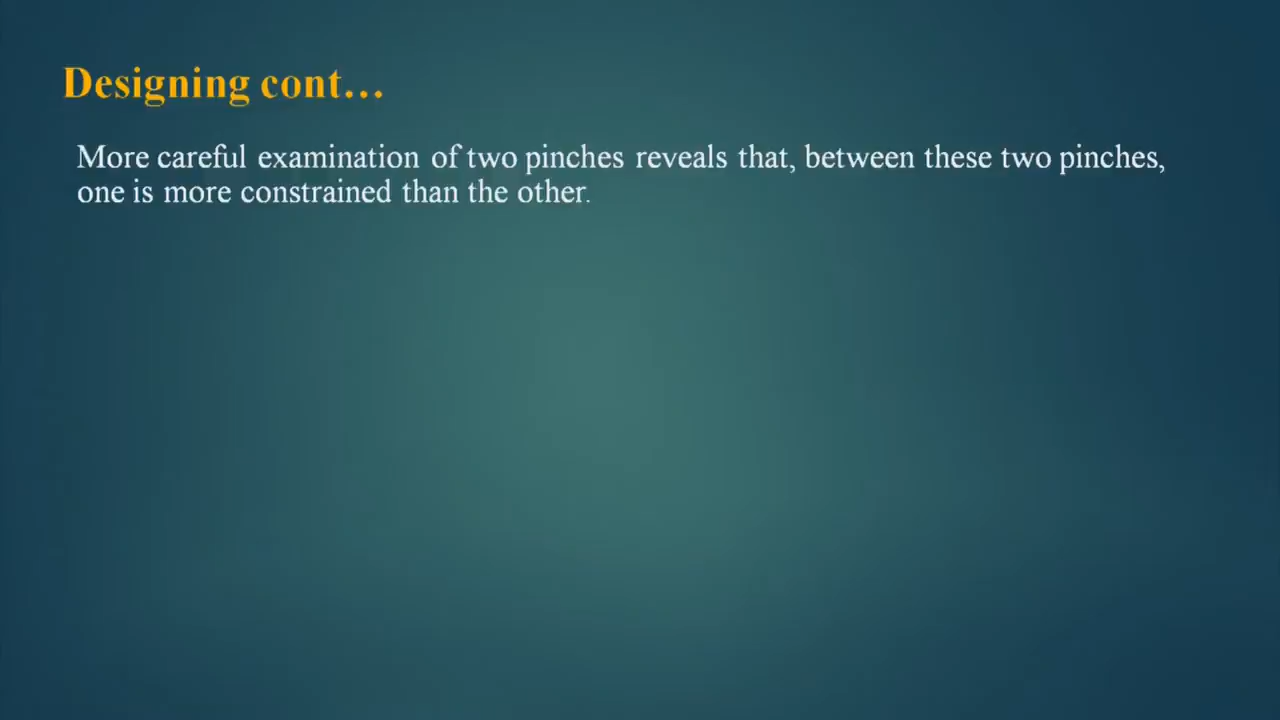 Designing cont...
More careful examination of two pinches reveals that, between these two pinches,
one is more constrained than the other.